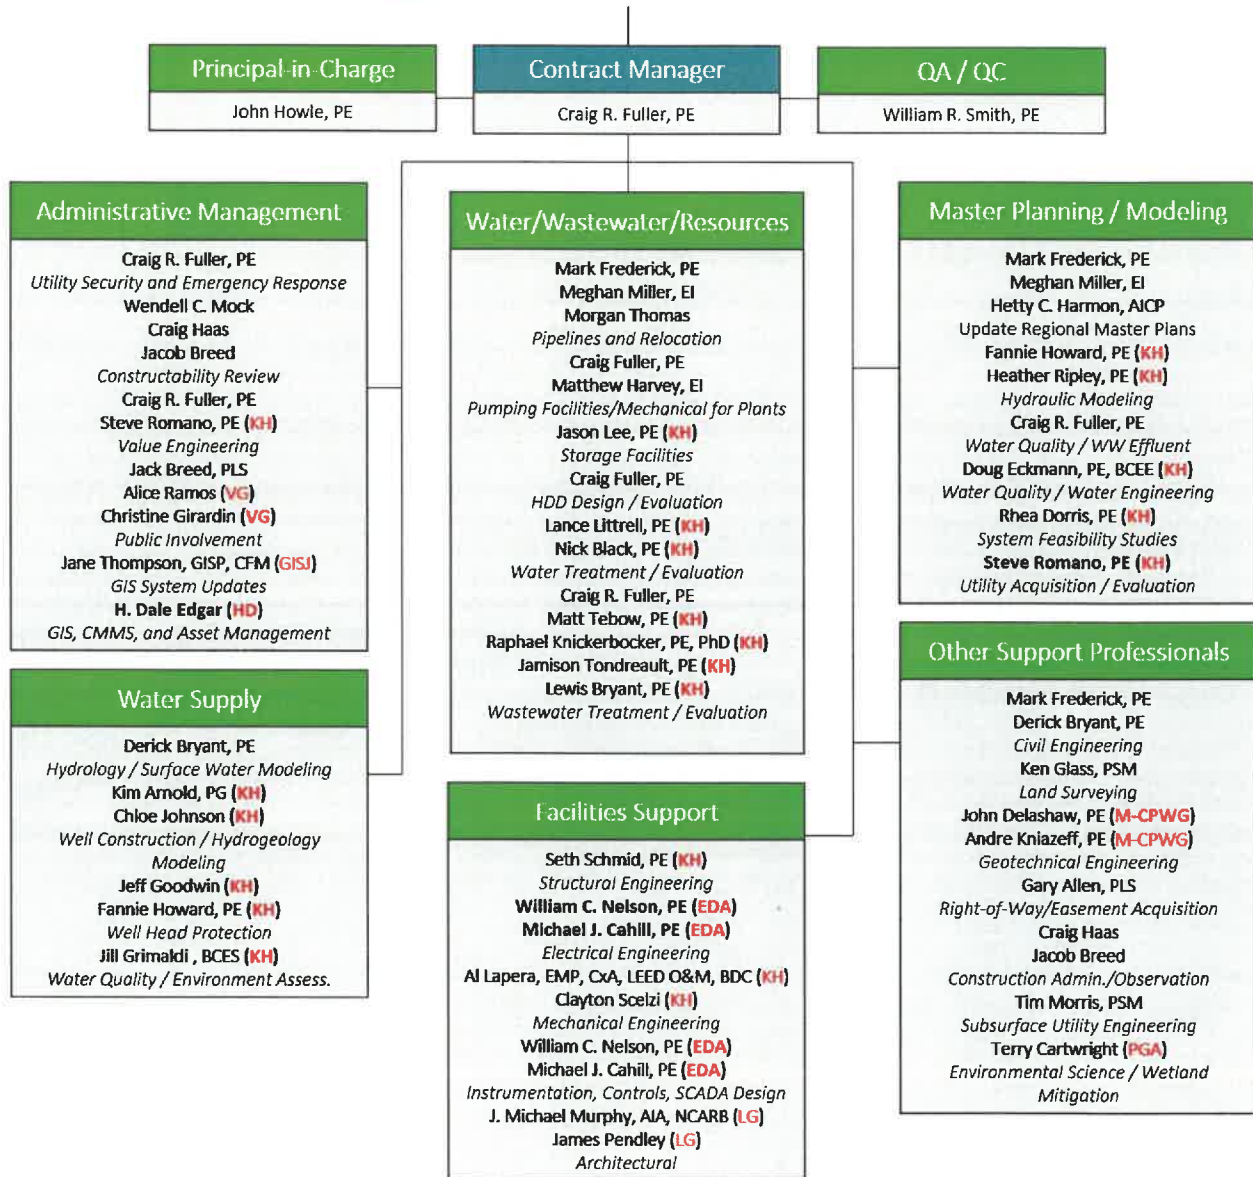 Principal-in-Charge
John Howle, PE
Contract Manager
Craig R. Fuller, PE
QA / QC
William R. Smith, PE
Administrative Management
Craig R. Fuller, PE
Utility Security and Emergency Response
Wendell C. Mock
Craig Haas
Jacob Breed
Constructability Review
Craig R. Fuller, PE
Steve Romano, PE (KH)
Value Engineering
Jack Breed, PLS
Alice Ramos (VG)
Christine Girardin (VG)
Public Involvement
Jane Thompson, GISP, CFM (GISJ)
GIS System Updates
H. Dale Edgar (HD)
GIS, CMMS, and Asset Management
Water Supply
Derick Bryant, PE
Hydrology / Surface Water Modeling
Kim Arnold, PG (KH)
Chloe Johnson (KH)
Well Construction / Hydrogeology
Modeling
Jeff Goodwin (KH)
Fannie Howard, PE (KH)
Well Head Protection
Jill Grimaldi , BCES (KH)
Water Quality / Environment Assess.
Water/Wastewater/Resources
Mark Frederick, PE
Meghan Miller, EI
Morgan Thomas
Pipelines and Relocation
Craig Fuller, PE
Matthew Harvey, EI
Pumping Facilities/Mechanical for Plants
Jason Lee, PE (KH)
Storage Facilities
Craig Fuller, PE
HDD Design / Evaluation
Lance Littrell, PE (KH)
Nick Black, PE (KH)
Water Treatment / Evaluation
Craig R. Fuller, PE
Matt Tebow, PE (KH)
Raphael Knickerbocker, PE, PhD (KH)
Jamison Tondreault, PE (KH)
Lewis Bryant, PE (KH)
Wastewater Treatment / Evaluation
Facilities Support
Seth Schmid, PE (KH)
Structural Engineering
William C. Nelson, PE (EDA)
Michael J. Cahill, PE (EDA)
Electrical Engineering
Al Lapera, EMP, CxA, LEED O&M, BDC (KH)
Clayton Scelzi (KH)
Mechanical Engineering
William C. Nelson, PE (EDA)
Michael J. Cahill, PE (EDA)
Instrumentation, Controls, SCADA Design
J. Michael Murphy, AIA, NCARB (LG)
James Pendley (LG)
Architectural
Master Planning / Modeling
Mark Frederick, PE
Meghan Miller, EI
Hetty C. Harmon, AICP
Update Regional Master Plans
Fannie Howard, PE (KH)
Heather Ripley, PE (KH)
Hydraulic Modeling
Craig R. Fuller, PE
Water Quality / WW Effluent
Doug Eckmann, PE, BCEE (KH)
Water Quality / Water Engineering
Rhea Dorris, PE (KH)
System Feasibility Studies
Steve Romano, PE (KH)
Utility Acquisition / Evaluation
Other Support Professionals
Mark Frederick, PE
Derick Bryant, PE
Civil Engineering
Ken Glass, PSM
Land Surveying
John Delashaw, PE (M-CPWG)
Andre Kniazeff, PE (M-CPWG)
Geotechnical Engineering
Gary Allen, PLS
Right-of-Way/Easement Acquisition
Craig Haas
Jacob Breed
Construction Admin./Observation
Tim Morris, PSM
Subsurface Utility Engineering
Terry Cartwright (PGA)
Environmental Science / Wetland
Mitigation